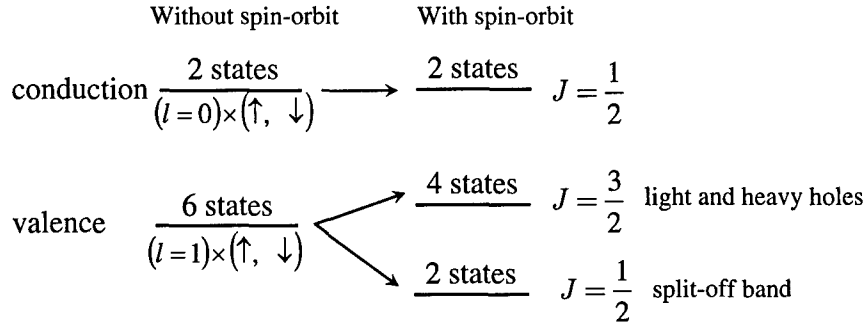 Without spin-orbit With spin-orbit
conduction 2 states 2 states J = 1/2
(l = 0)×(↑, ↓)
4 states J = 3/2 light and heavy holes
valence 6 states
(l = 1)×(↑, ↓)
2 states J = 1/2 split-off band